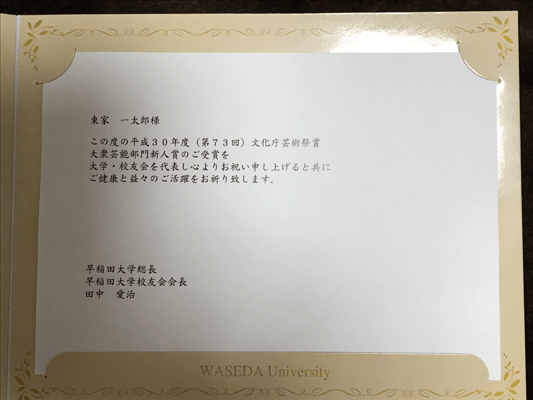 東家 一太郎様
この度の平成30年度(第73回)文化庁芸術祭賞
大衆芸能部門新人賞のご受賞を
大学・校友会を代表し心よりお祝い申し上げると共に
ご健康と益々のご活躍をお祈り致します。
早稲田大学総長
早稲田大学校友会会長
田中 愛治
WASEDA University